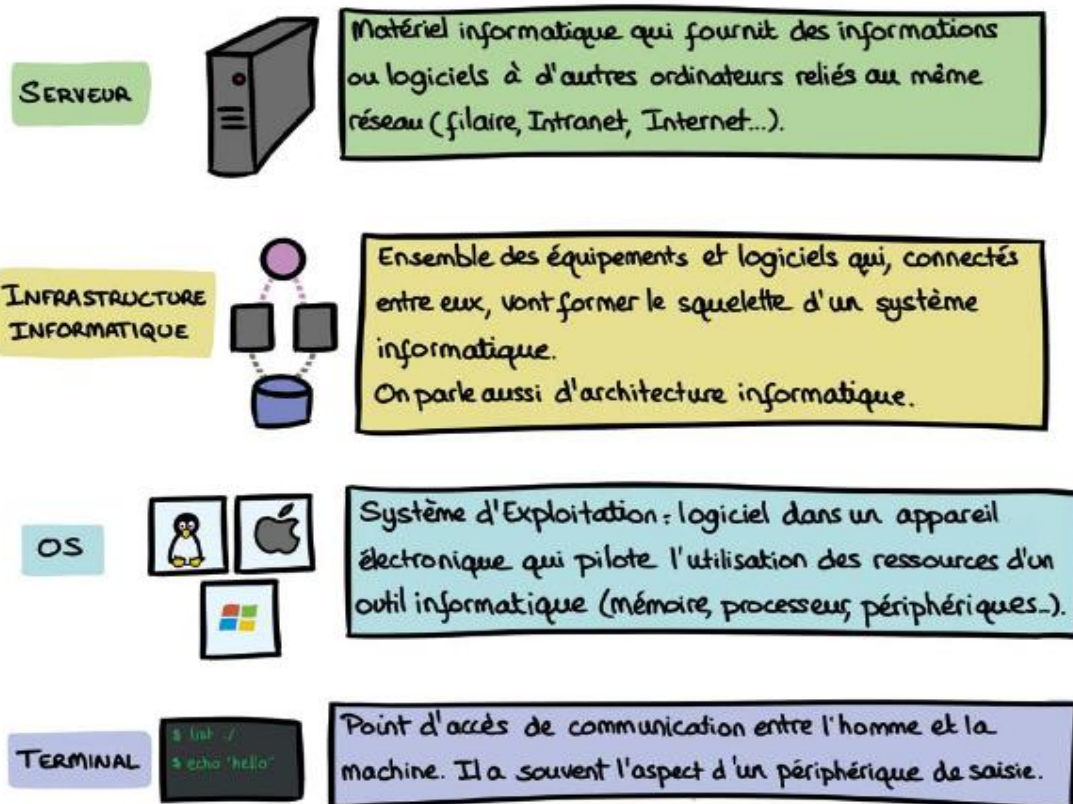 SERVEUR
Matériel informatique qui fournit des informations
ou logiciels à d'autres ordinateurs reliés au même
réseau (filaire, Intranet, Internet...).
INFRASTRUCTURE
INFORMATIQUE
Ensemble des équipements et logiciels qui, connectés
entre eux, vont former le squelette d'un système
informatique.
On parle aussi d'architecture informatique.
OS
Système d'Exploitation : logiciel dans un appareil
électronique qui pilote l'utilisation des ressources d'un
outil informatique (mémoire, processeur, périphériques...).
TERMINAL
$ list ./
$ echo "hello"
Point d'accès de communication entre l'homme et la
machine. Il a souvent l'aspect d'un périphérique de saisie.